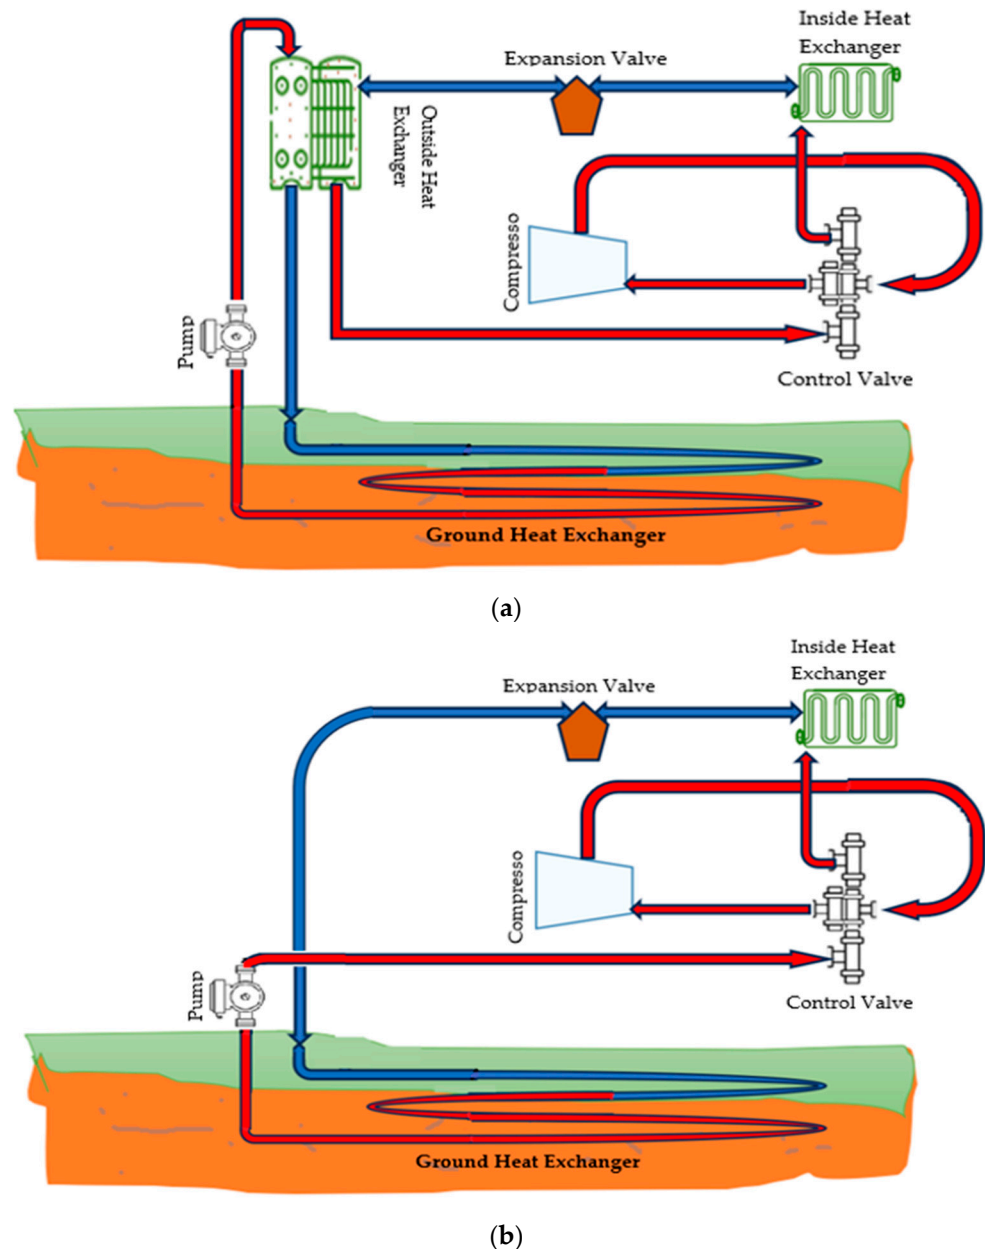 Inside Heat
Exchanger
Expansion Valve
Outside Heat
Exchanger
Compresso
Pump
Control Valve
Ground Heat Exchanger
(a)
Inside Heat
Exchanger
Expansion Valve
Compresso
Pump
Control Valve
Ground Heat Exchanger
(b)